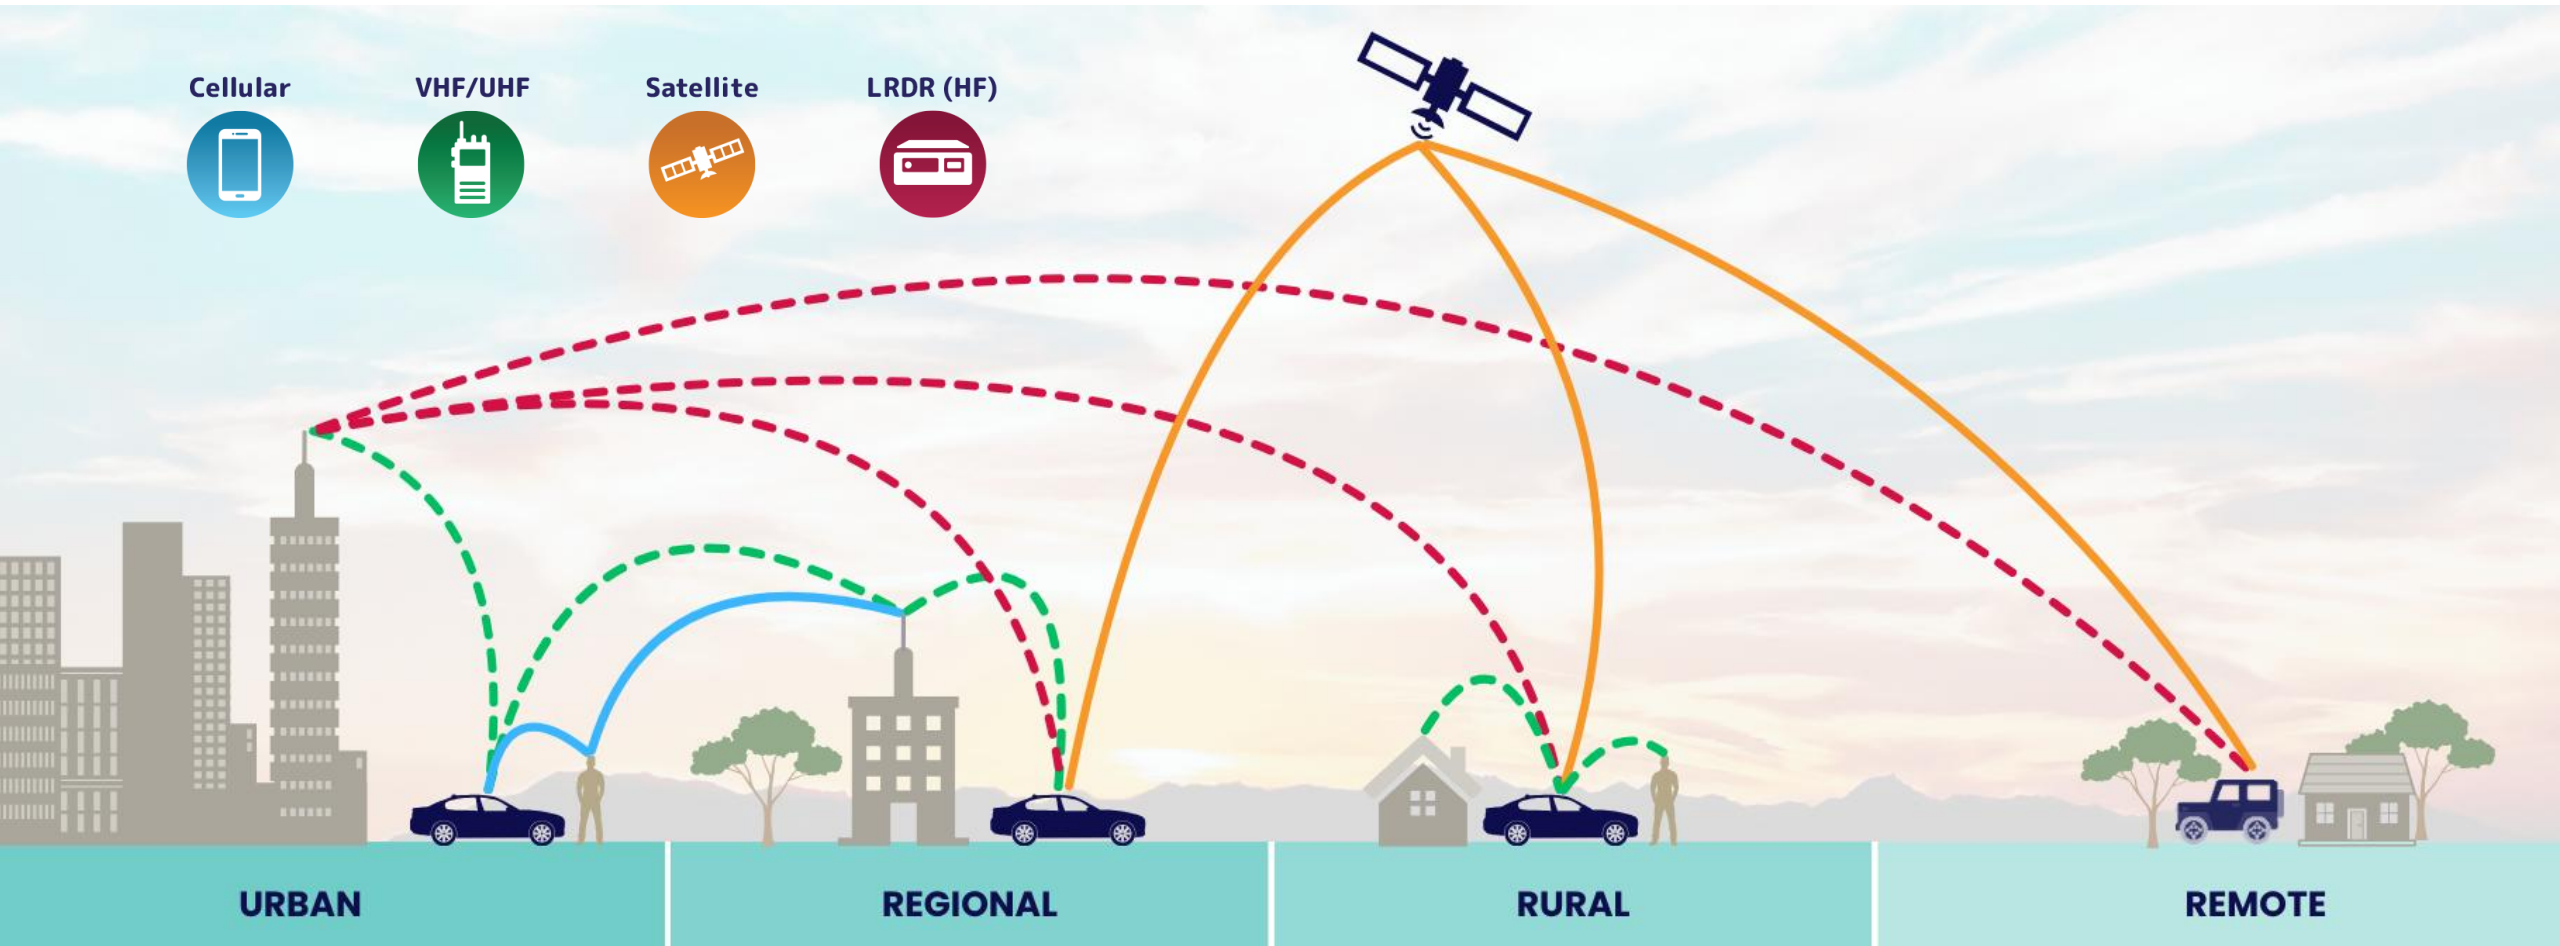 Cellular
VHF/UHF
Satellite
LRDR (HF)
URBAN
REGIONAL
RURAL
REMOTE